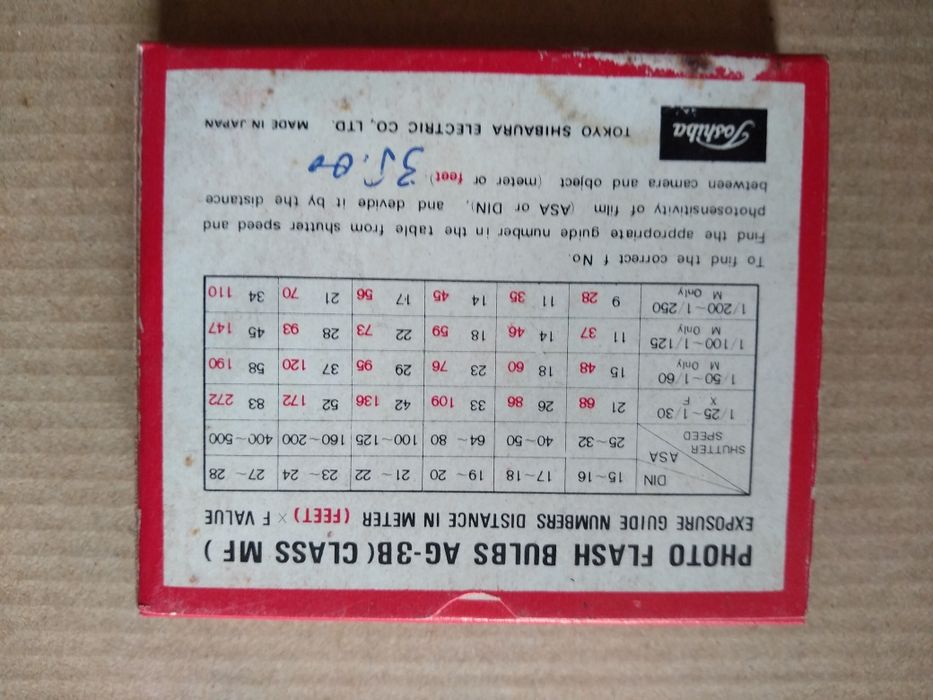 PHOTO FLASH BULBS AG-3B (CLASS MF)
EXPOSURE GUIDE NUMBERS DISTANCE IN METER (FEET) × F VALUE
DIN 15~16 17~18 19~20 21~22 23~24 27~28
SHUTTER SPEED ASA 25~32 40~50 64~80 100~125 160~200 400~500
1/25~1/30 X F 21 68 26 86 33 109 42 136 52 172 83 272
1/50~1/60 M Only 15 48 18 60 23 76 29 95 37 120 58 190
1/100~1/125 M Only 11 37 14 46 18 59 22 73 28 93 45 147
1/200~1/250 M Only 9 28 11 35 14 45 17 56 21 70 34 110
To find the correct f No.
Find the appropriate guide number in the table from shutter speed and
photosensitivity of film (ASA or DIN), and devide it by the distance
between camera and object (meter or feet)
Toshiba TOKYO SHIBAURA ELECTRIC CO., LTD. MADE IN JAPAN